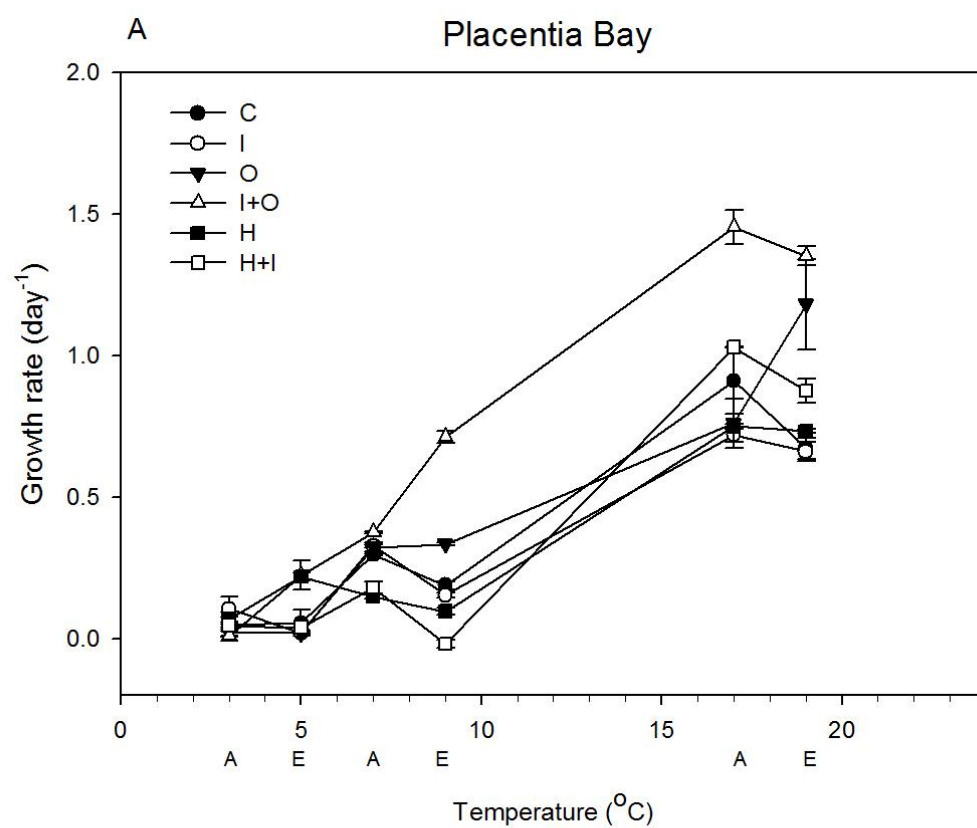 A
Placentia Bay
2.0
C
I
O
I+O
H
H+I
1.5
1.0
0.5
0.0
Growth rate (day⁻¹)
0 5 10 15 20
A E A E A E
Temperature (°C)